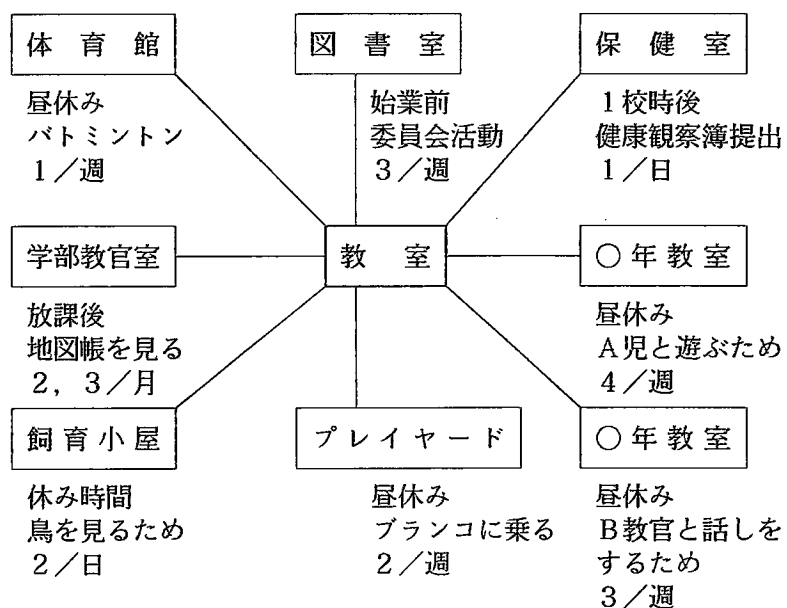 体育館
昼休み
バトミントン
1/週
図書室
始業前
委員会活動
3/週
保健室
1校時後
健康観察簿提出
1/日
学部教官室
放課後
地図帳を見る
2,3/月
教室
○年教室
昼休み
A児と遊ぶため
4/週
飼育小屋
休み時間
鳥を見るため
2/日
プレイヤード
昼休み
ブランコに乗る
2/週
○年教室
昼休み
B教官と話しを
するため
3/週